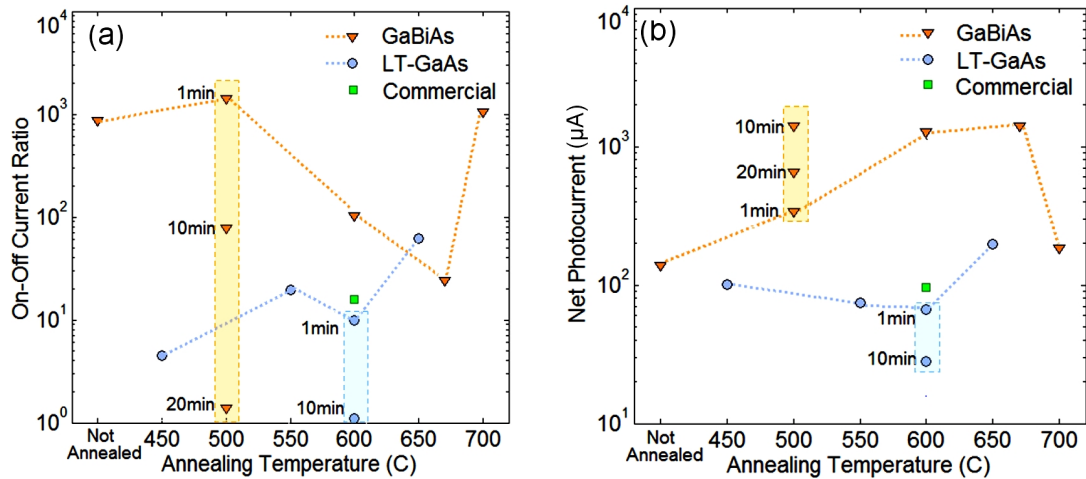 (a)
GaBiAs
LT-GaAs
Commercial
10⁴
10³
10²
10¹
10⁰
On-Off Current Ratio
1min
10min
20min
1min
10min
Not Annealed
450 500 550 600 650 700
Annealing Temperature (C)
(b)
GaBiAs
LT-GaAs
Commercial
10⁴
10³
10²
10¹
Net Photocurrent (µA)
10min
20min
1min
1min
10min
Not Annealed
450 500 550 600 650 700
Annealing Temperature (C)